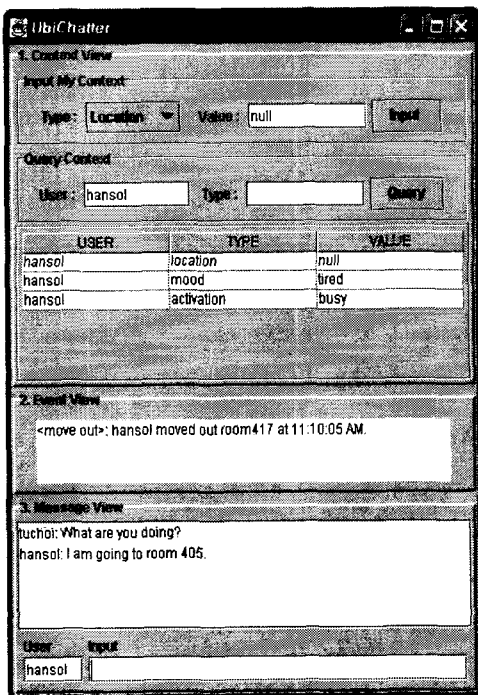 UbiChatter
1. Context View
Input My Context
Type: Location Value: null Input
Query Context
User: hansol Type: Query
USER TYPE VALUE
hansol location null
hansol mood tired
hansol activation busy
2. Event View
<move out>: hansol moved out room417 at 11:10:05 AM.
3. Message View
tuchoi: What are you doing?
hansol: I am going to room 405.
User Input
hansol